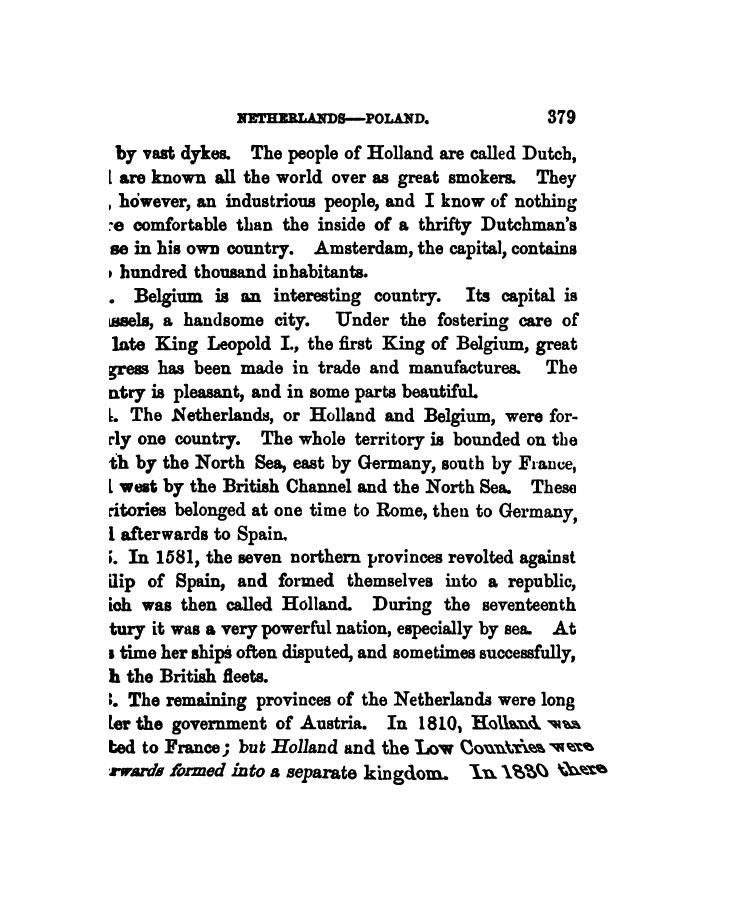 NETHERLANDS—POLAND. 379
by vast dykes. The people of Holland are called Dutch,
are known all the world over as great smokers. They
, however, an industrious people, and I know of nothing
comfortable than the inside of a thrifty Dutchman's
in his own country. Amsterdam, the capital, contains
hundred thousand inhabitants.
. Belgium is an interesting country. Its capital is
ssels, a handsome city. Under the fostering care of
late King Leopold I., the first King of Belgium, great
gress has been made in trade and manufactures. The
ntry is pleasant, and in some parts beautiful.
. The Netherlands, or Holland and Belgium, were for-
rly one country. The whole territory is bounded on the
th by the North Sea, east by Germany, south by France,
west by the British Channel and the North Sea. These
ritories belonged at one time to Rome, then to Germany,
afterwards to Spain.
. In 1581, the seven northern provinces revolted against
ilip of Spain, and formed themselves into a republic,
ich was then called Holland. During the seventeenth
tury it was a very powerful nation, especially by sea. At
time her ships often disputed, and sometimes successfully,
h the British fleets.
. The remaining provinces of the Netherlands were long
der the government of Austria. In 1810, Holland was
ted to France; but Holland and the Low Countries were
rwards formed into a separate kingdom. In 1830 there